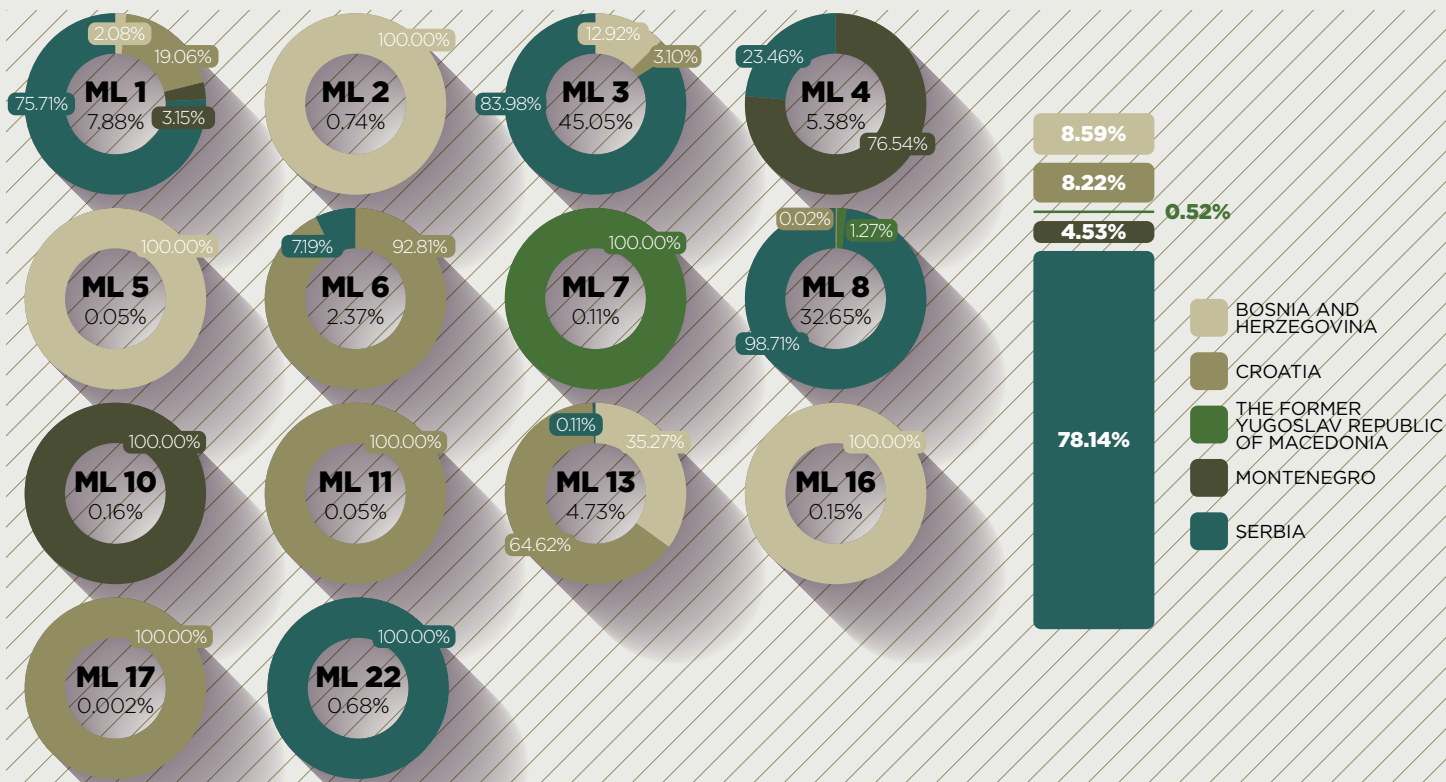 2.08%
19.06%
75.71%
3.15%
ML 1
7.88%
100.00%
ML 2
0.74%
12.92%
3.10%
83.98%
ML 3
45.05%
23.46%
76.54%
ML 4
5.38%
100.00%
ML 5
0.05%
7.19%
92.81%
ML 6
2.37%
100.00%
ML 7
0.11%
0.02%
1.27%
98.71%
ML 8
32.65%
100.00%
ML 10
0.16%
100.00%
ML 11
0.05%
0.11%
35.27%
64.62%
ML 13
4.73%
100.00%
ML 16
0.15%
100.00%
ML 17
0.002%
100.00%
ML 22
0.68%
8.59%
8.22%
0.52%
4.53%
78.14%
BOSNIA AND
HERZEGOVINA
CROATIA
THE FORMER
YUGOSLAV REPUBLIC
OF MACEDONIA
MONTENEGRO
SERBIA